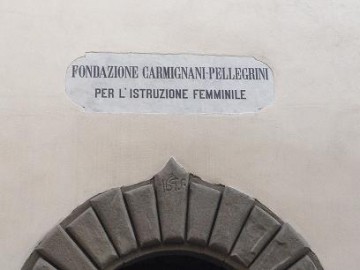 FONDAZIONE CARMIGNANI-PELLEGRINI
PER L'ISTRUZIONE FEMMINILE